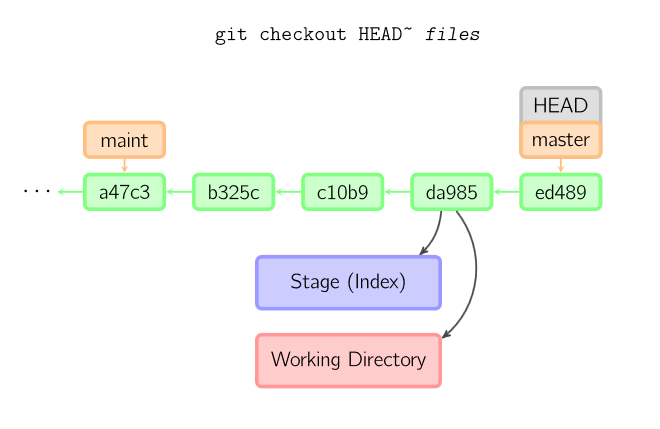 git checkout HEAD~ files
HEAD
maint
master
... a47c3 b325c c10b9 da985 ed489
Stage (Index)
Working Directory